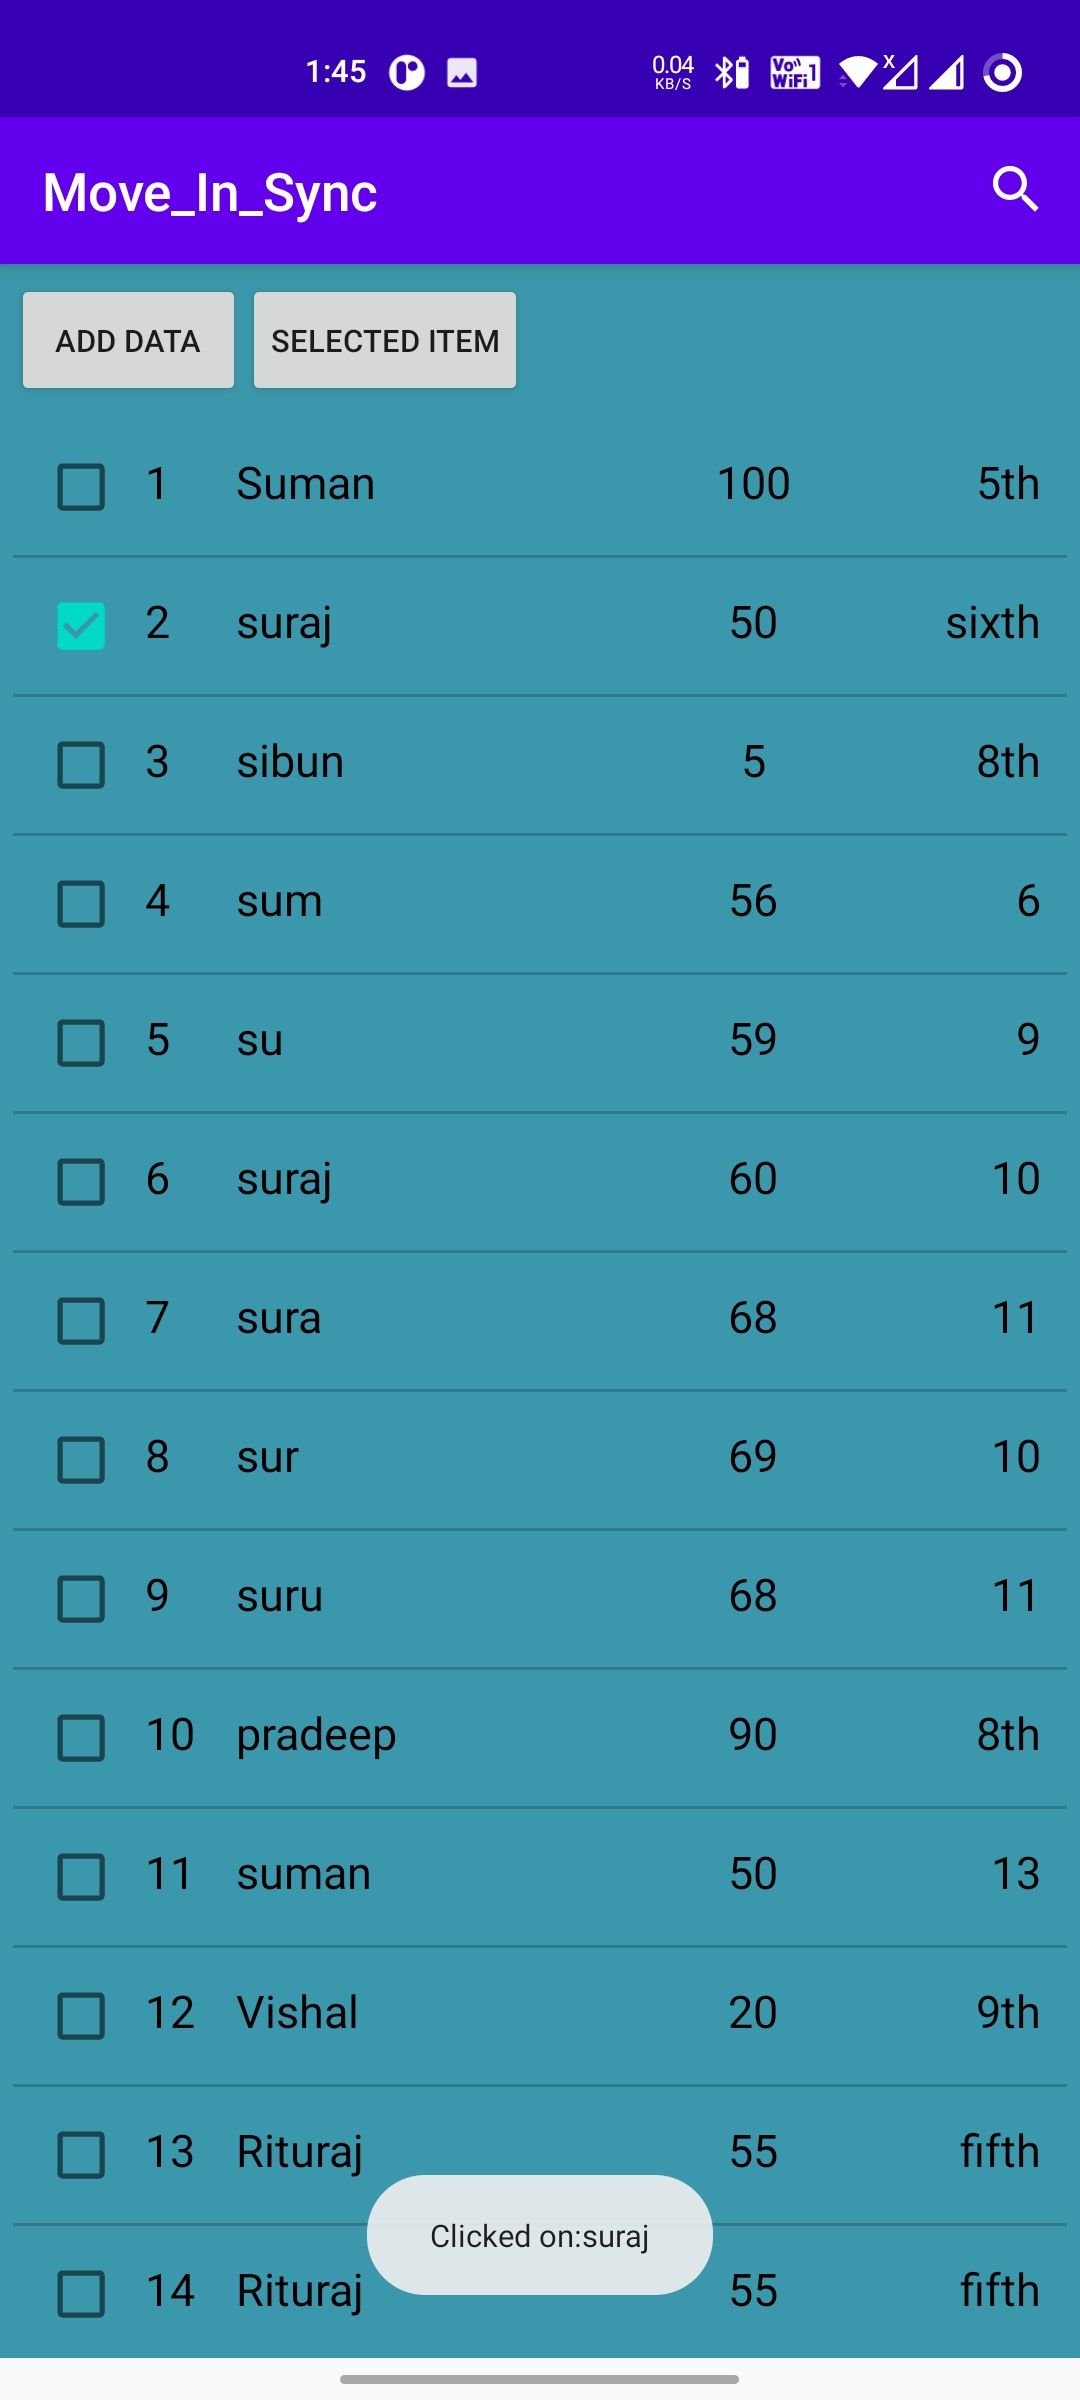 1:45 0.04 KB/S Vo WiFi 1 X
Move_In_Sync
ADD DATA SELECTED ITEM
1 Suman 100 5th
2 suraj 50 sixth
3 sibun 5 8th
4 sum 56 6
5 su 59 9
6 suraj 60 10
7 sura 68 11
8 sur 69 10
9 suru 68 11
10 pradeep 90 8th
11 suman 50 13
12 Vishal 20 9th
13 Rituraj 55 fifth
Clicked on:suraj
14 Rituraj 55 fifth